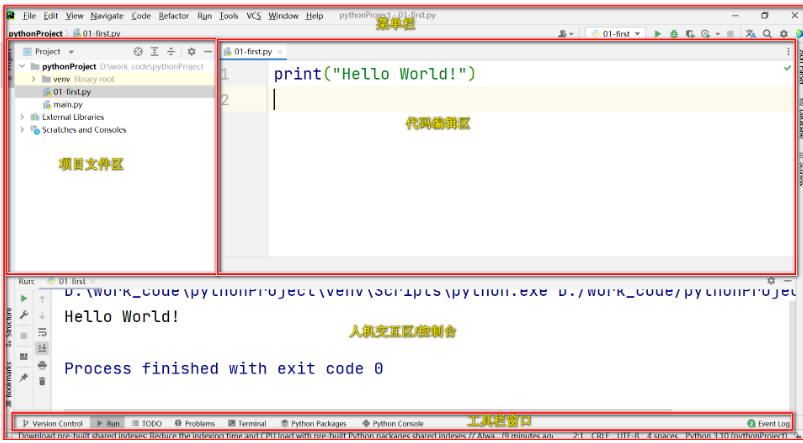 File Edit View Navigate Code Refactor Run Tools VCS Window Help pythonProject - 01-first.py
菜单栏
pythonProject 01-first.py
01-first
Project
01-first.py
pythonProject D:\work_code\pythonProject
venv library root
01-first.py
main.py
External Libraries
Scratches and Consoles
项目文件区
1 print("Hello World!")
2
代码编辑区
Run: 01-first
D:\work_code\pythonProject\venv\Scripts\python.exe D:/work_code/pythonProject
Hello World!
人机交互区/控制台
Process finished with exit code 0
Structure
Bookmarks
工具栏窗口
Version Control Run TODO Problems Terminal Python Packages Python Console Event Log
Download pre-built shared indexes: Reduce the indexing time and CPU load with pre-built Python packages shared indexes // Alwa... (9 minutes ago) 2:1 CRLF UTF-8 4 spaces Python 3.10 (pythonProject)